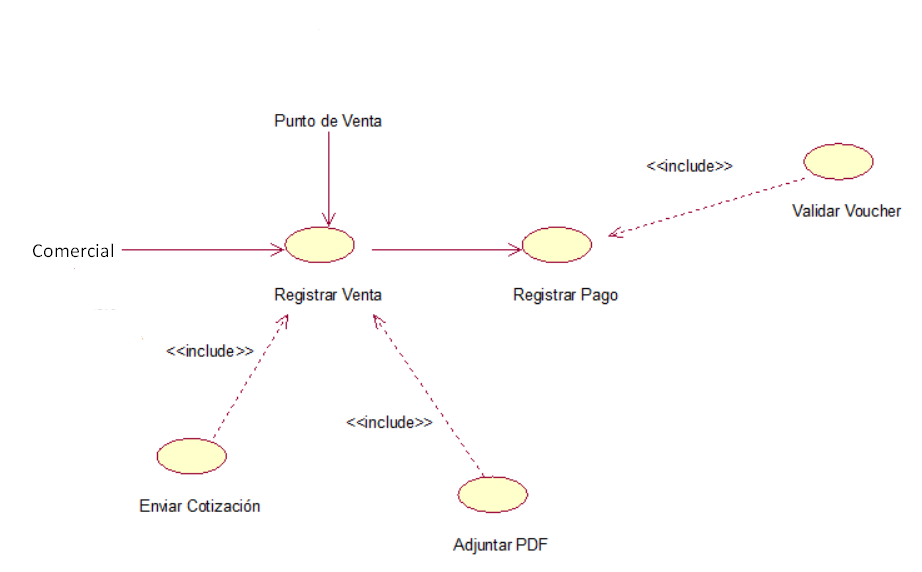 Punto de Venta
<<include>>
Validar Voucher
Comercial
Registrar Venta
Registrar Pago
<<include>>
<<include>>
Enviar Cotización
Adjuntar PDF